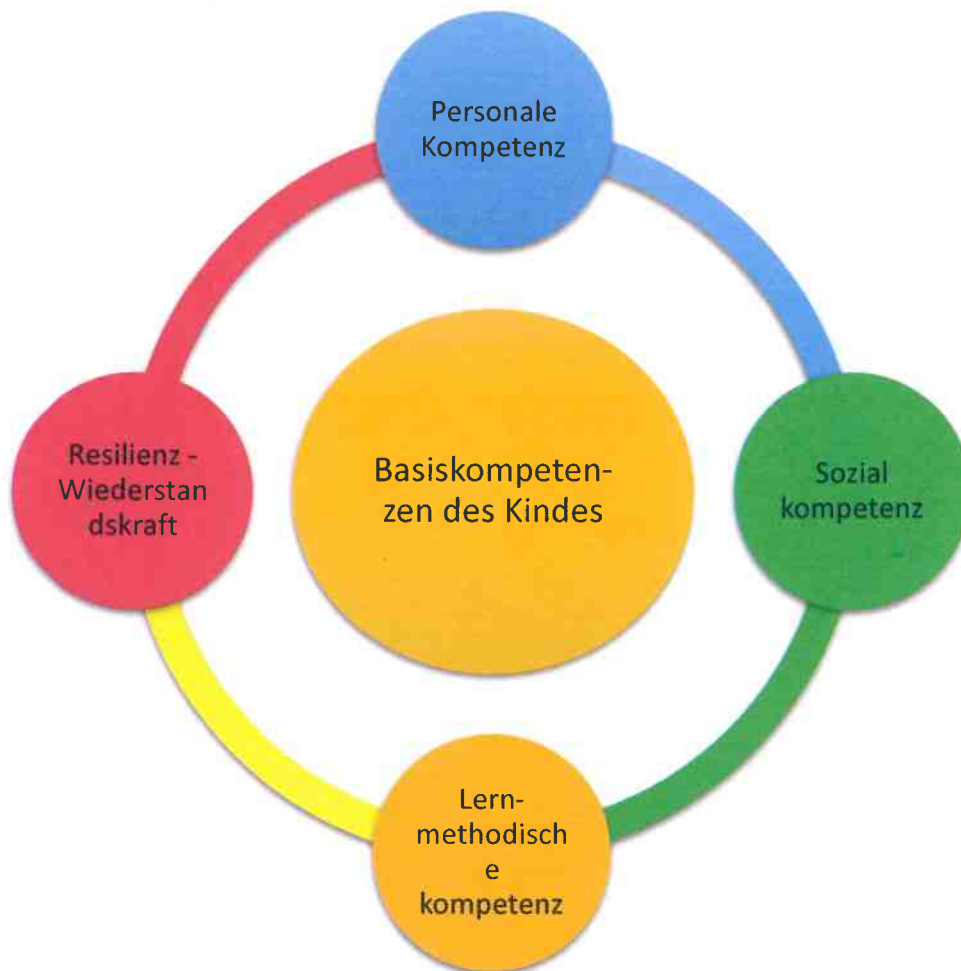 Personale
Kompetenz
Resilienz -
Wiederstan
dskraft
Basiskompeten-
zen des Kindes
Sozial
kompetenz
Lern-
methodisch
e
kompetenz